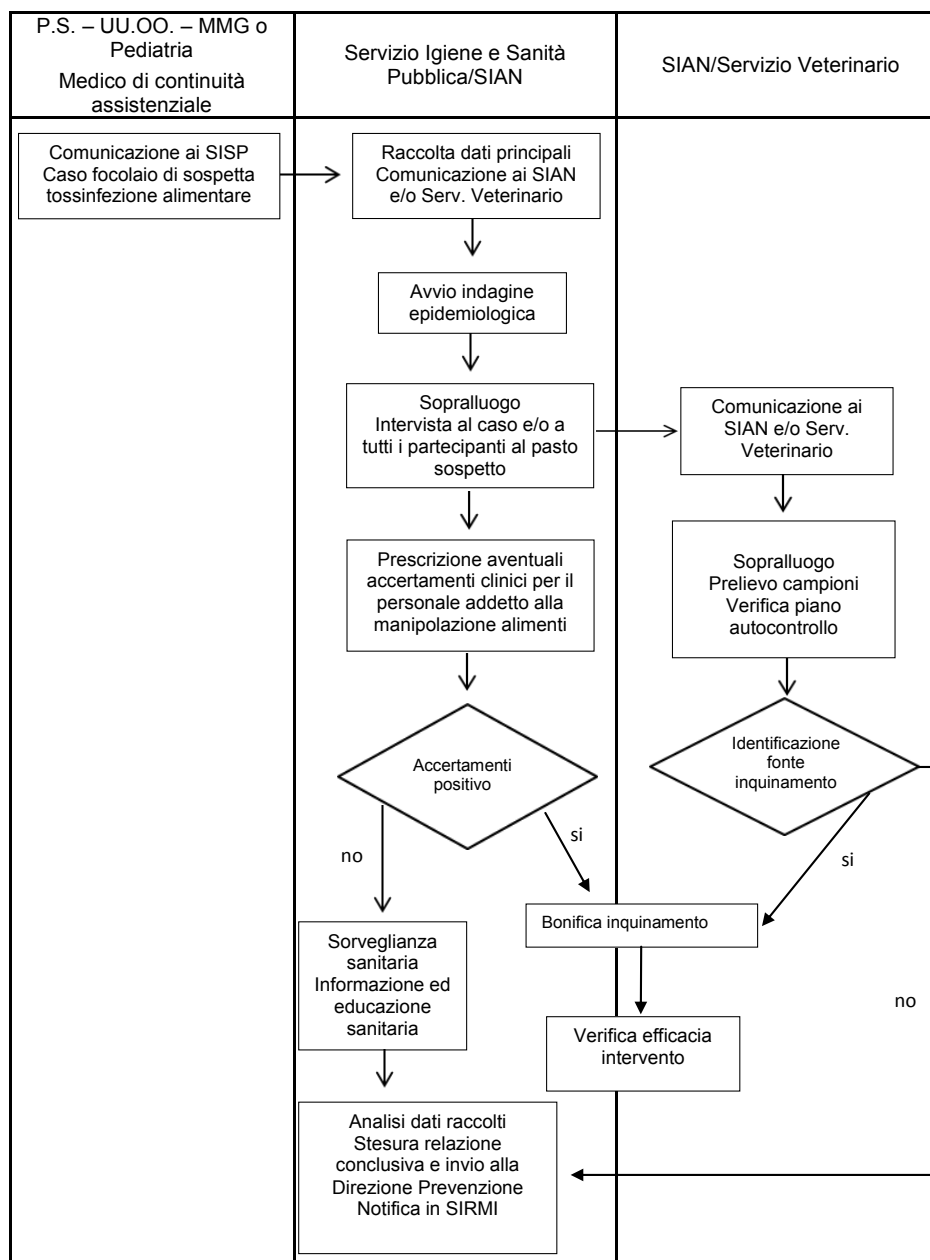 P.S. – UU.OO. – MMG o
Pediatria
Medico di continuità
assistenziale
Servizio Igiene e Sanità
Pubblica/SIAN
SIAN/Servizio Veterinario
Comunicazione ai SISP
Caso focolaio di sospetta
tossinfezione alimentare
Raccolta dati principali
Comunicazione ai SIAN
e/o Serv. Veterinario
Avvio indagine
epidemiologica
Sopralluogo
Intervista al caso e/o a
tutti i partecipanti al pasto
sospetto
Comunicazione ai
SIAN e/o Serv.
Veterinario
Prescrizione aventuali
accertamenti clinici per il
personale addetto alla
manipolazione alimenti
Sopralluogo
Prelievo campioni
Verifica piano
autocontrollo
Accertamenti
positivo
Identificazione
fonte
inquinamento
no
si
si
Bonifica inquinamento
Sorveglianza
sanitaria
Informazione ed
educazione
sanitaria
no
Verifica efficacia
intervento
Analisi dati raccolti
Stesura relazione
conclusiva e invio alla
Direzione Prevenzione
Notifica in SIRMI